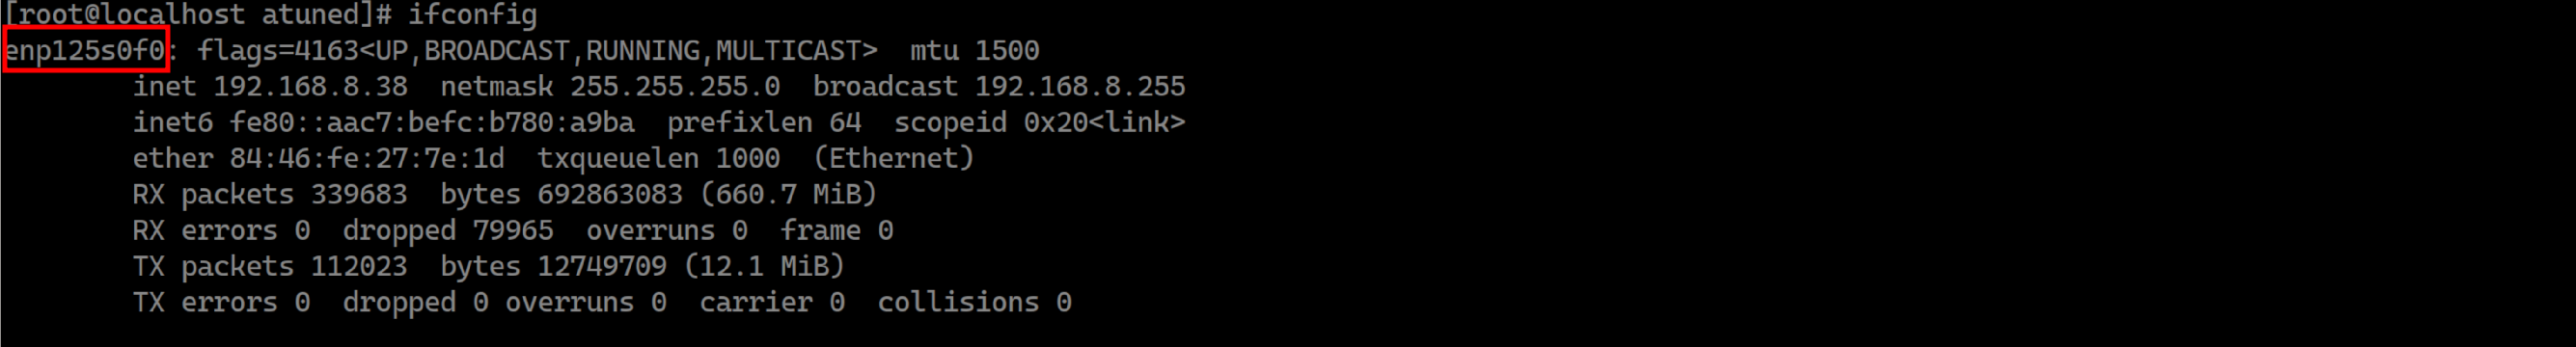 [root@localhost atuned]# ifconfig
enp125s0f0: flags=4163<UP,BROADCAST,RUNNING,MULTICAST>  mtu 1500
        inet 192.168.8.38  netmask 255.255.255.0  broadcast 192.168.8.255
        inet6 fe80::aac7:befc:b780:a9ba  prefixlen 64  scopeid 0x20<link>
        ether 84:46:fe:27:7e:1d  txqueuelen 1000  (Ethernet)
        RX packets 339683  bytes 692863083 (660.7 MiB)
        RX errors 0  dropped 79965  overruns 0  frame 0
        TX packets 112023  bytes 12749709 (12.1 MiB)
        TX errors 0  dropped 0 overruns 0  carrier 0  collisions 0